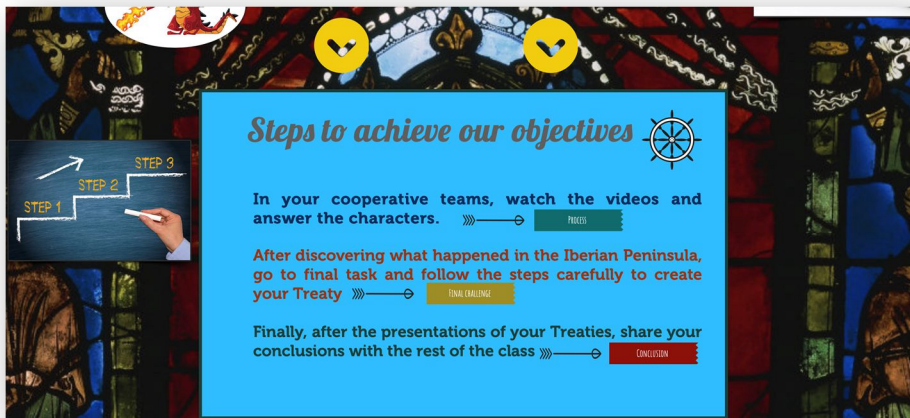 Steps to achieve our objectives
STEP 3
STEP 2
STEP 1
In your cooperative teams, watch the videos and
answer the characters.
PROCESS
After discovering what happened in the Iberian Peninsula,
go to final task and follow the steps carefully to create
your Treaty
FINAL CHALLENGE
Finally, after the presentations of your Treaties, share your
conclusions with the rest of the class
CONCLUSION